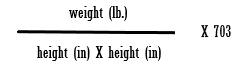 weight (lb.)
X 703
height (in) X height (in)